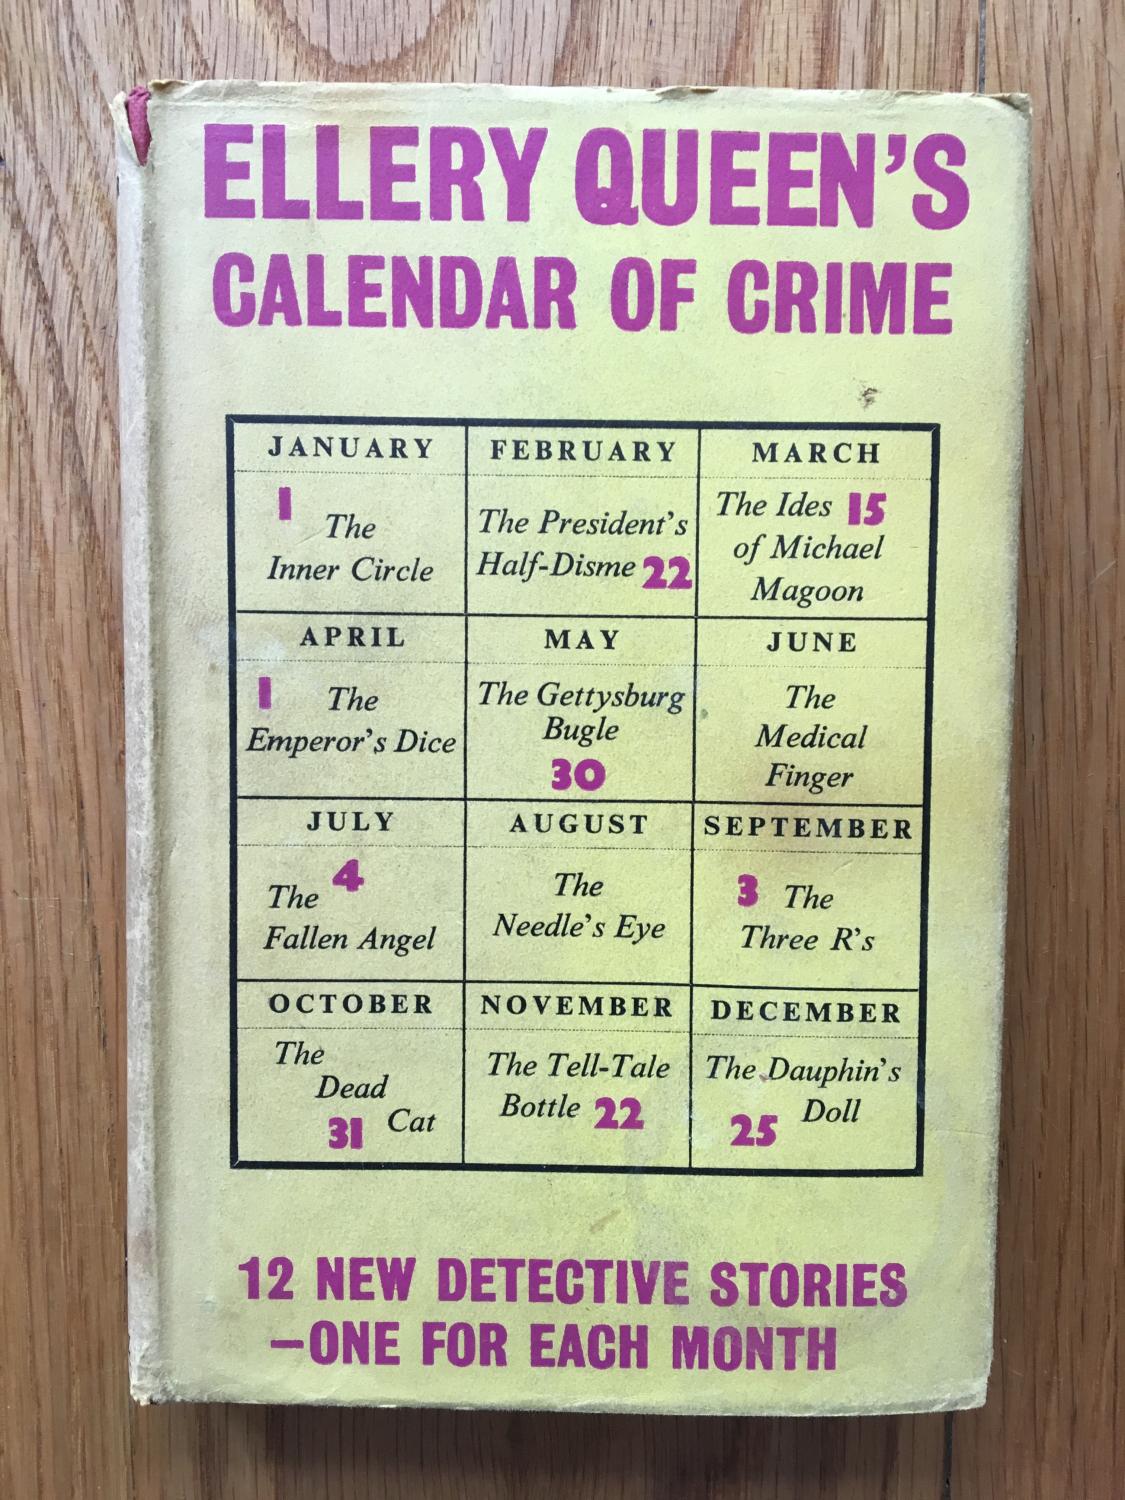 ELLERY QUEEN'S
CALENDAR OF CRIME
JANUARY
1
The
Inner Circle
FEBRUARY
The President's
Half-Disme 22
MARCH
The Ides 15
of Michael
Magoon
APRIL
1 The
Emperor's Dice
MAY
The Gettysburg
Bugle
30
JUNE
The
Medical
Finger
JULY
4
The
Fallen Angel
AUGUST
The
Needle's Eye
SEPTEMBER
3 The
Three R's
OCTOBER
The
Dead
31 Cat
NOVEMBER
The Tell-Tale
Bottle 22
DECEMBER
The Dauphin's
Doll
25
12 NEW DETECTIVE STORIES
—ONE FOR EACH MONTH